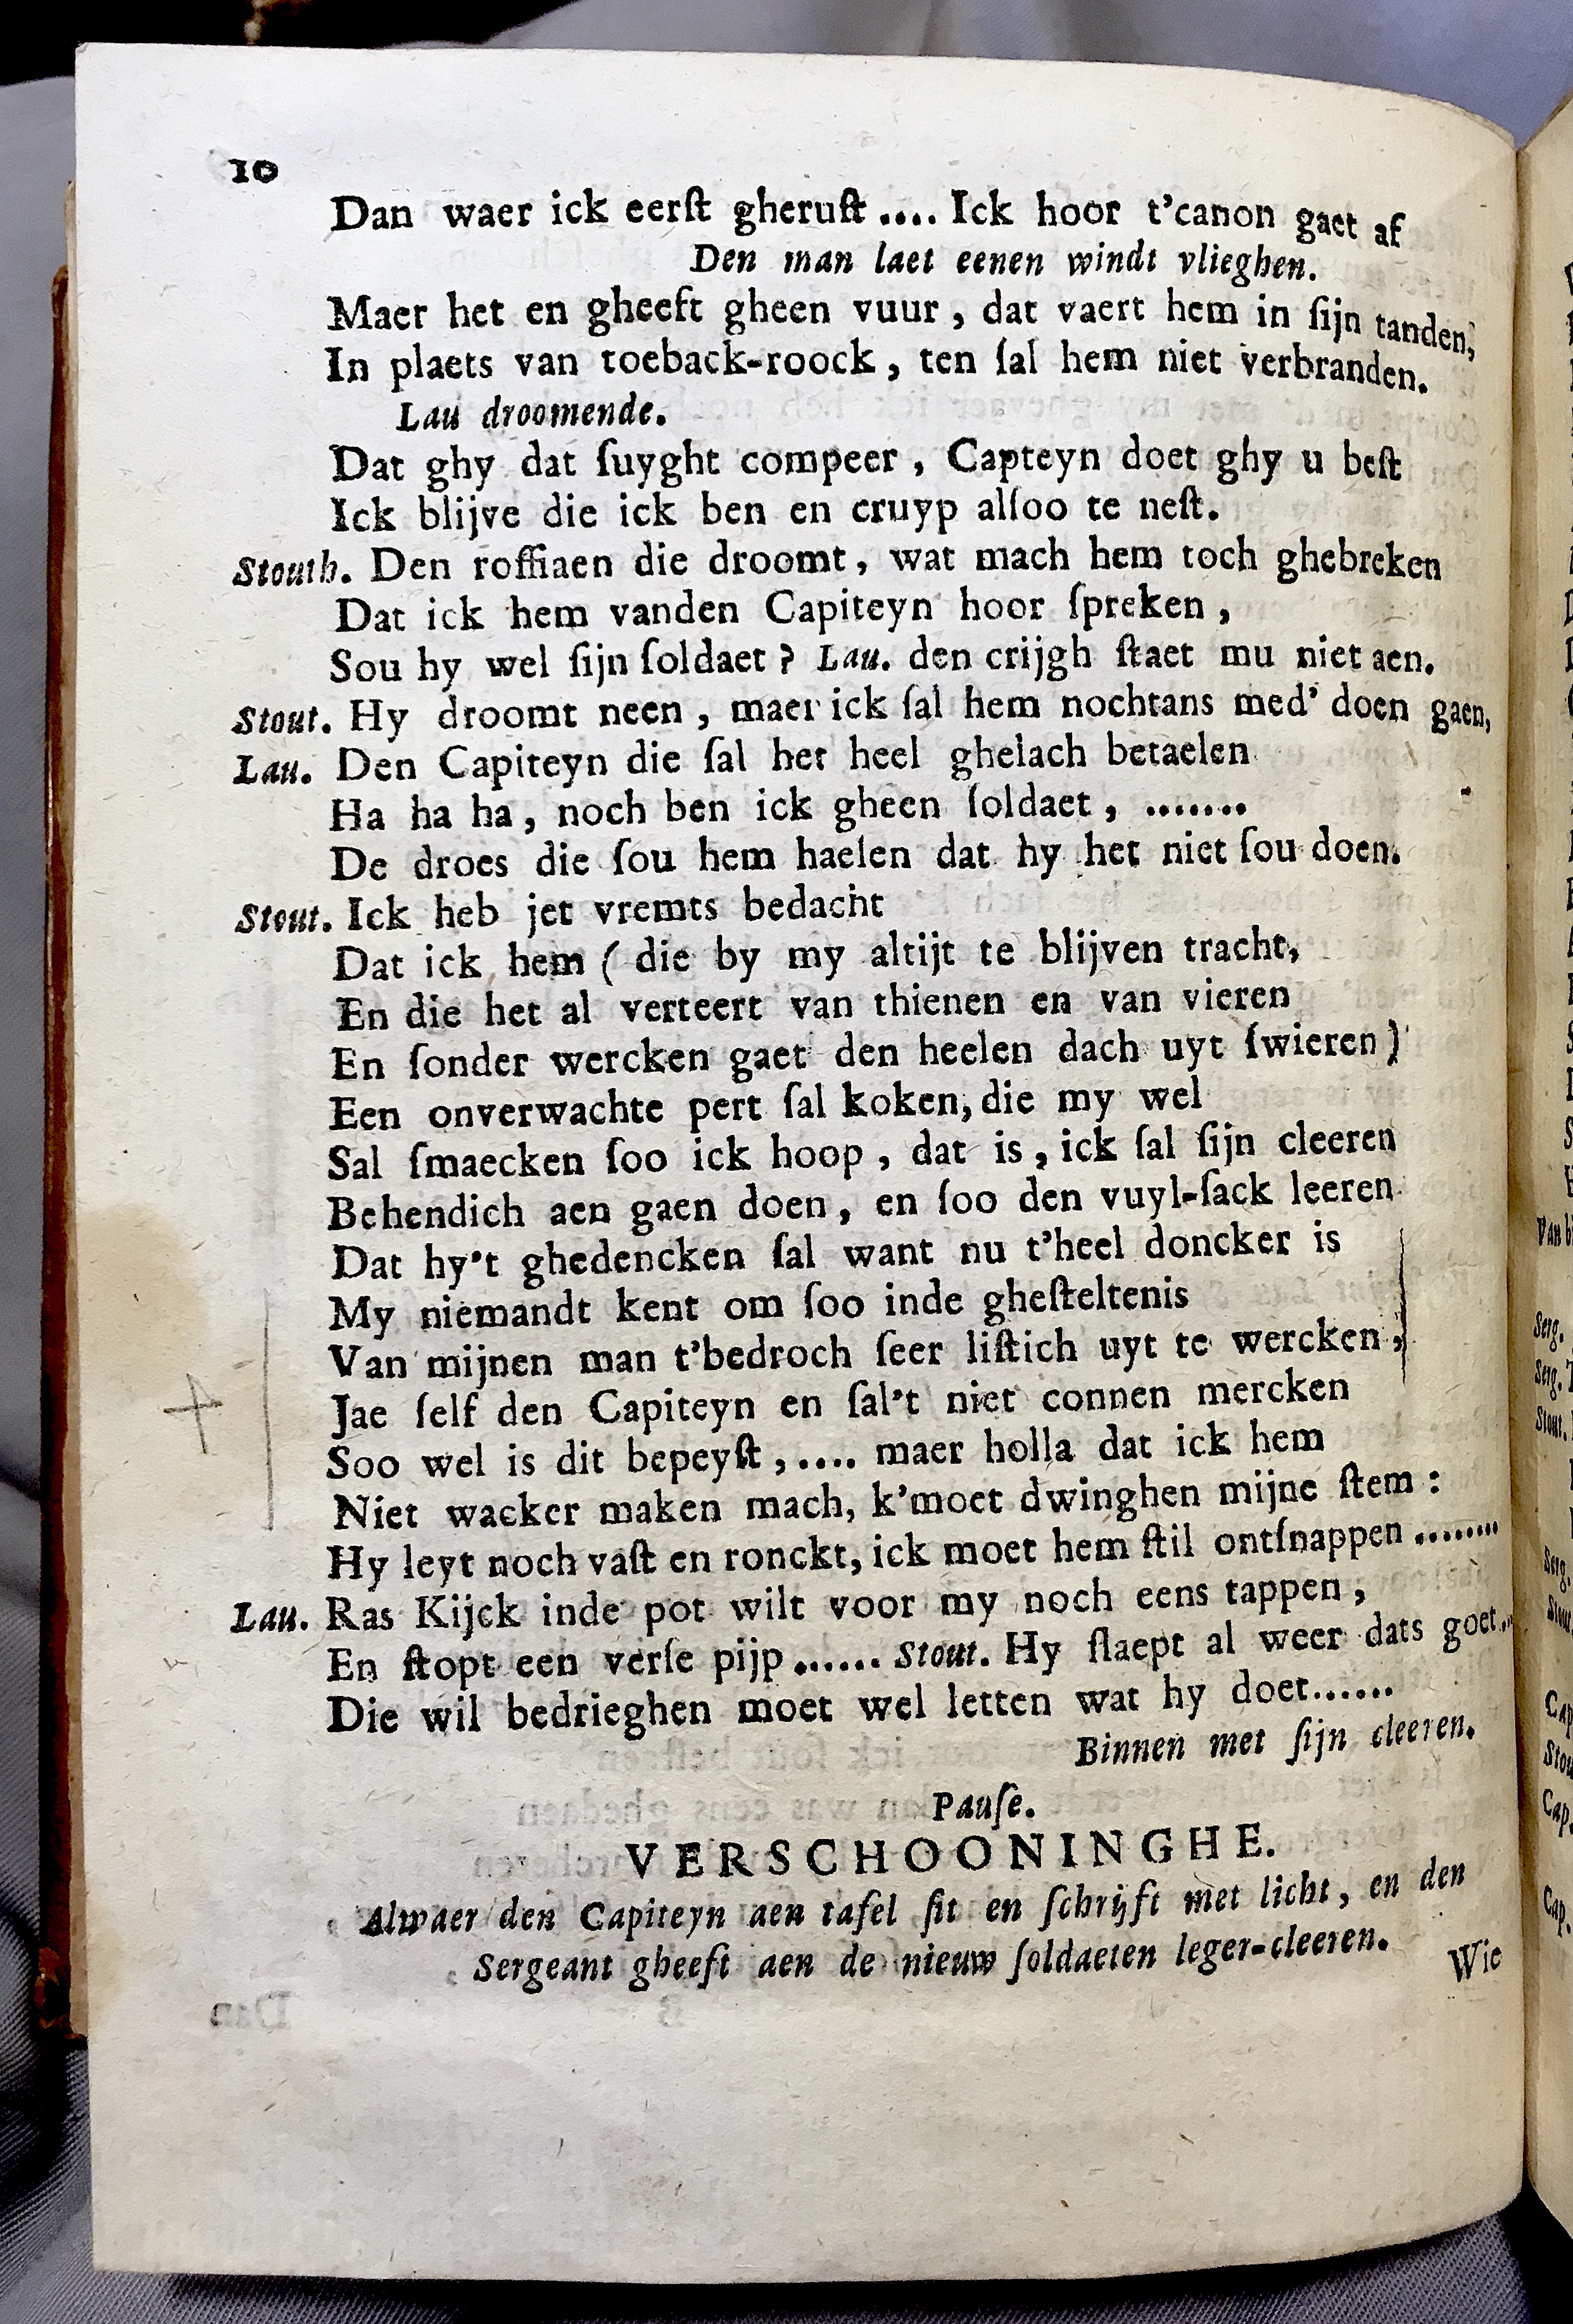 10
Dan waer ick eerſt gheruſt .... Ick hoor t'canon gaet af
Den man laet eenen windt vlieghen.
Maer het en gheeft gheen vuur, dat vaert hem in ſijn tanden,
In plaets van toeback-roock, ten ſal hem niet verbranden.
Lau droomende.
Dat ghy dat ſuyght compeer, Capteyn doet ghy u beſt
Ick blijve die ick ben en cruyp alſoo te neſt.
Stouth. Den roffiaen die droomt, wat mach hem toch ghebreken
Dat ick hem vanden Capiteyn hoor ſpreken,
Sou hy wel ſijn ſoldaet? Lau. den crijgh ſtaet mu niet aen.
Stout. Hy droomt neen, maer ick ſal hem nochtans med' doen gaen,
Lau. Den Capiteyn die ſal het heel ghelach betaelen
Ha ha ha, noch ben ick gheen ſoldaet, .......
De droes die ſou hem haelen dat hy het niet ſou doen.
Stout. Ick heb jet vremts bedacht
Dat ick hem (die by my altijt te blijven tracht,
En die het al verteert van thienen en van vieren
En ſonder wercken gaet den heelen dach uyt ſwieren)
Een onverwachte pert ſal koken, die my wel
Sal ſmaecken ſoo ick hoop, dat is, ick ſal ſijn cleeren
Behendich aen gaen doen, en ſoo den vuyl-ſack leeren
Dat hy't ghedencken ſal want nu t'heel doncker is
My niemandt kent om ſoo inde gheſteltenis
Van mijnen man t'bedroch ſeer liſtich uyt te wercken,
Jae ſelf den Capiteyn en ſal't niet connen mercken
Soo wel is dit bepeyſt, .... maer holla dat ick hem
Niet wacker maken mach, k'moet dwinghen mijne ſtem:
Hy leyt noch vaſt en ronckt, ick moet hem ſtil ontſnappen ........
Lau. Ras Kijck inde pot wilt voor my noch eens tappen,
En ſtopt een verſe pijp ...... Stout. Hy ſlaept al weer dats goet...
Die wil bedrieghen moet wel letten wat hy doet......
Binnen met ſijn cleeren.
Pauſe.
VERSCHOONINGHE.
Alwaer den Capiteyn aen tafel ſit en ſchrijft met licht, en den
Sergeant gheeft aen de nieuw ſoldaeten leger-cleeren.
Wie